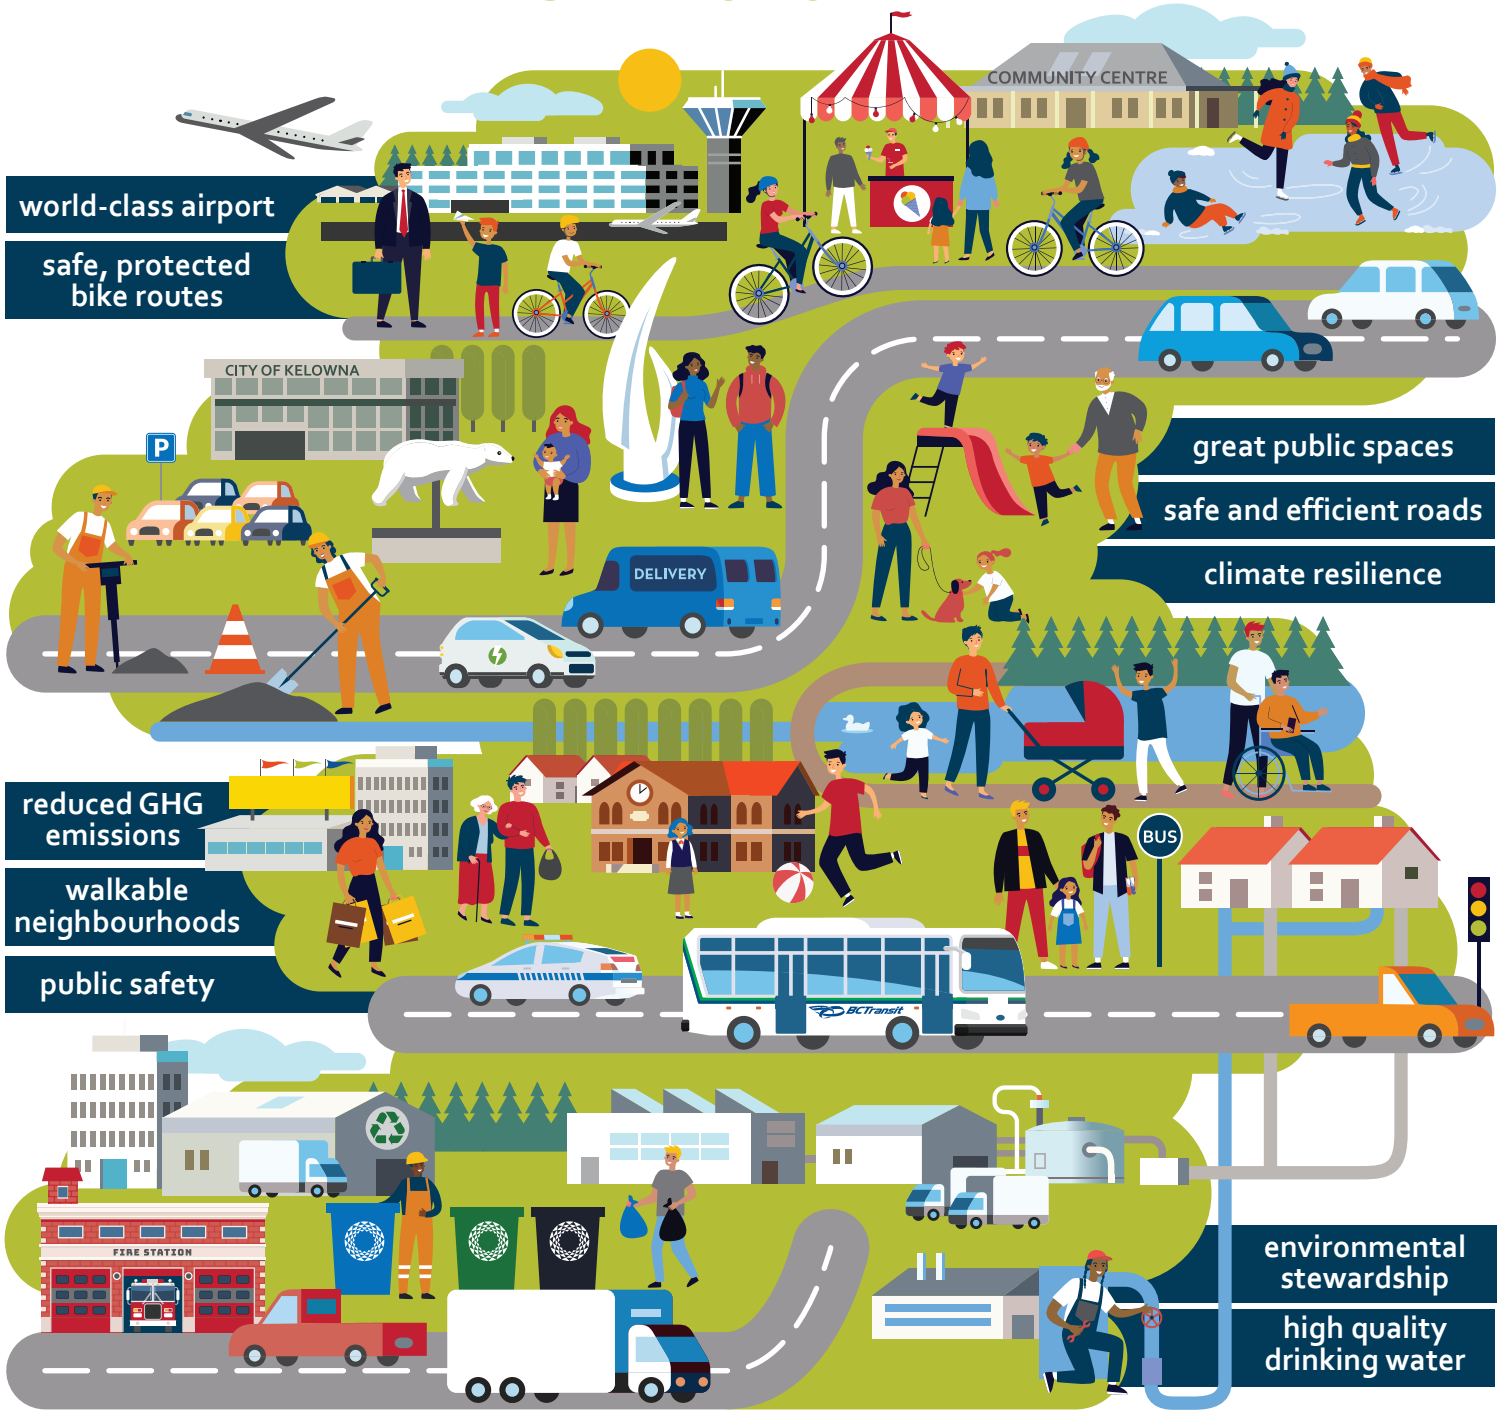 COMMUNITY CENTRE
world-class airport
safe, protected
bike routes
CITY OF KELOWNA
P
great public spaces
safe and efficient roads
climate resilience
DELIVERY
reduced GHG
emissions
walkable
neighbourhoods
public safety
BUS
BCTransit
FIRE STATION
environmental
stewardship
high quality
drinking water